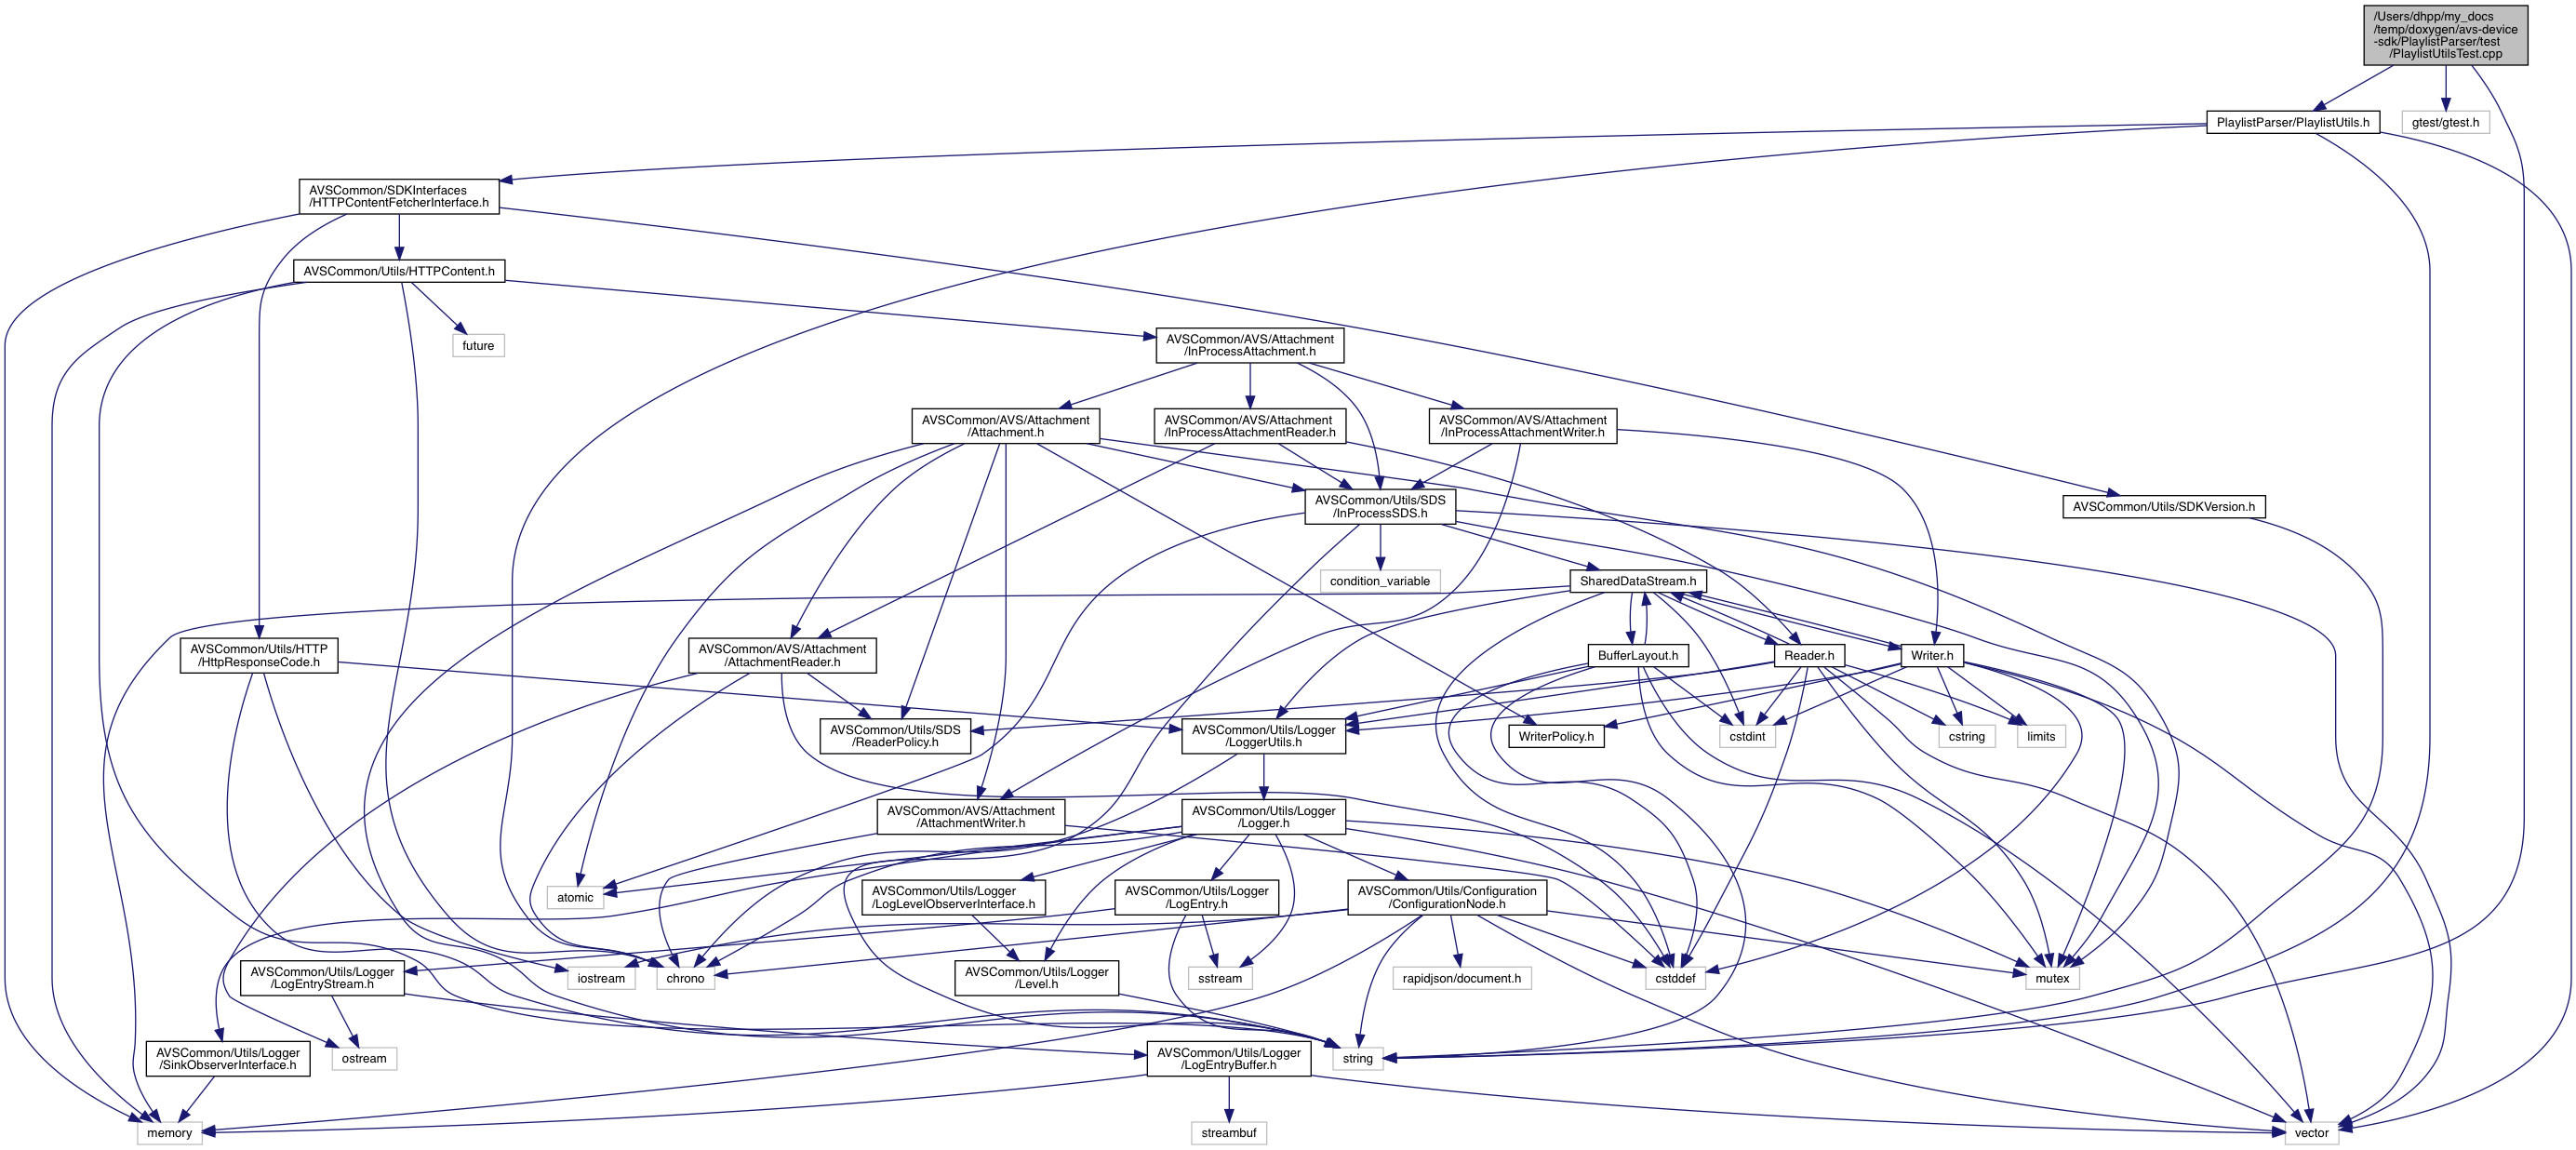 /Users/dhpp/my_docs
/temp/doxygen/avs-device
-sdk/PlaylistParser/test
/PlaylistUtilsTest.cpp
PlaylistParser/PlaylistUtils.h
gtest/gtest.h
AVSCommon/SDKInterfaces
/HTTPContentFetcherInterface.h
AVSCommon/Utils/HTTPContent.h
future
AVSCommon/AVS/Attachment
/InProcessAttachment.h
AVSCommon/AVS/Attachment
/Attachment.h
AVSCommon/AVS/Attachment
/InProcessAttachmentReader.h
AVSCommon/AVS/Attachment
/InProcessAttachmentWriter.h
AVSCommon/Utils/SDS
/InProcessSDS.h
AVSCommon/Utils/SDKVersion.h
condition_variable
SharedDataStream.h
AVSCommon/Utils/HTTP
/HttpResponseCode.h
AVSCommon/AVS/Attachment
/AttachmentReader.h
BufferLayout.h
Reader.h
Writer.h
AVSCommon/Utils/SDS
/ReaderPolicy.h
AVSCommon/Utils/Logger
/LoggerUtils.h
WriterPolicy.h
cstdint
cstring
limits
AVSCommon/AVS/Attachment
/AttachmentWriter.h
AVSCommon/Utils/Logger
/Logger.h
atomic
AVSCommon/Utils/Logger
/LogLevelObserverInterface.h
AVSCommon/Utils/Logger
/LogEntry.h
AVSCommon/Utils/Configuration
/ConfigurationNode.h
AVSCommon/Utils/Logger
/LogEntryStream.h
iostream
chrono
AVSCommon/Utils/Logger
/Level.h
sstream
rapidjson/document.h
cstddef
mutex
AVSCommon/Utils/Logger
/SinkObserverInterface.h
ostream
AVSCommon/Utils/Logger
/LogEntryBuffer.h
string
memory
streambuf
vector